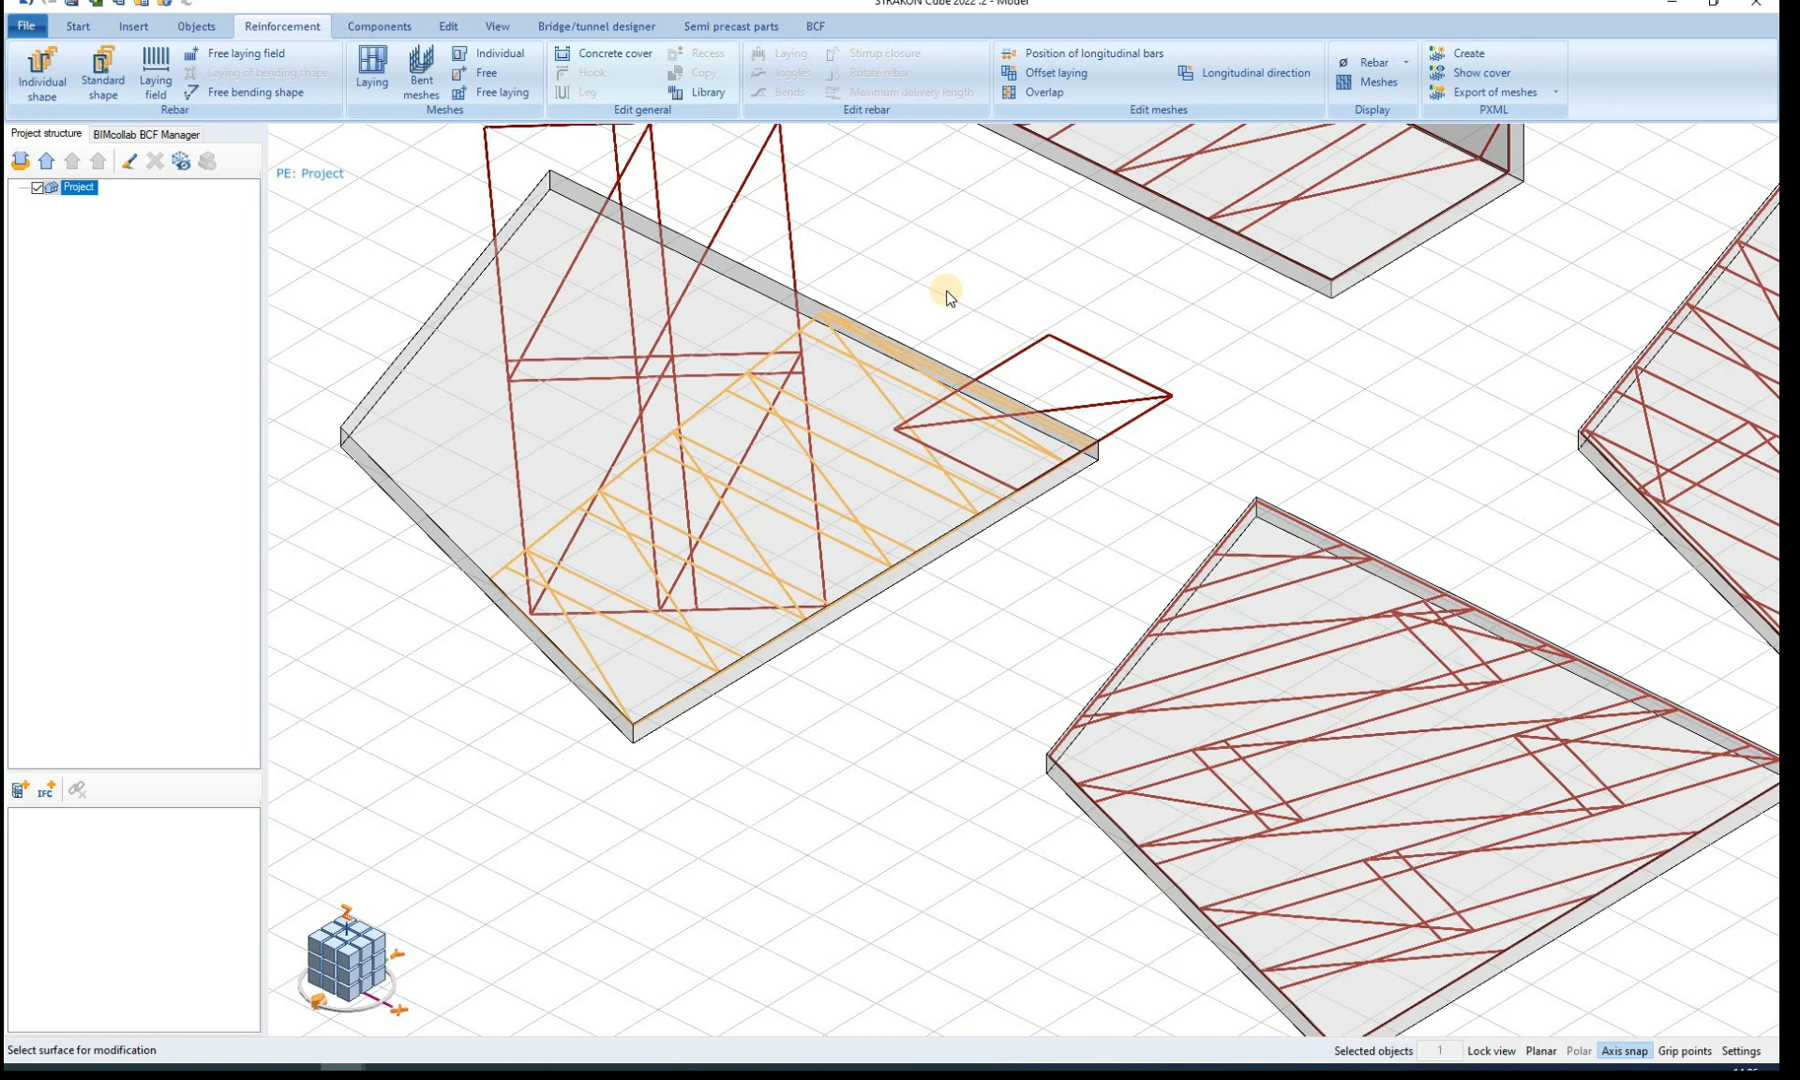 STRAKON Cube 2022 .2 - Model
File Start Insert Objects Reinforcement Components Edit View Bridge/tunnel designer Semi precast parts BCF
Individual shape
Standard shape
Laying field
Free laying field
Laying of bending shape
Free bending shape
Rebar
Laying
Bent meshes
Individual
Free
Free laying
Meshes
Concrete cover
Hook
Leg
Recess
Copy
Library
Edit general
Laying
Joggles
Bends
Stirrup closure
Rotate rebar
Maximum delivery length
Edit rebar
Position of longitudinal bars
Offset laying
Overlap
Longitudinal direction
Edit meshes
Rebar
Meshes
Display
Create
Show cover
Export of meshes
PXML
Project structure BIMcollab BCF Manager
Project
PE: Project
IFC
Z
Select surface for modification
Selected objects 1 Lock view Planar Polar Axis snap Grip points Settings